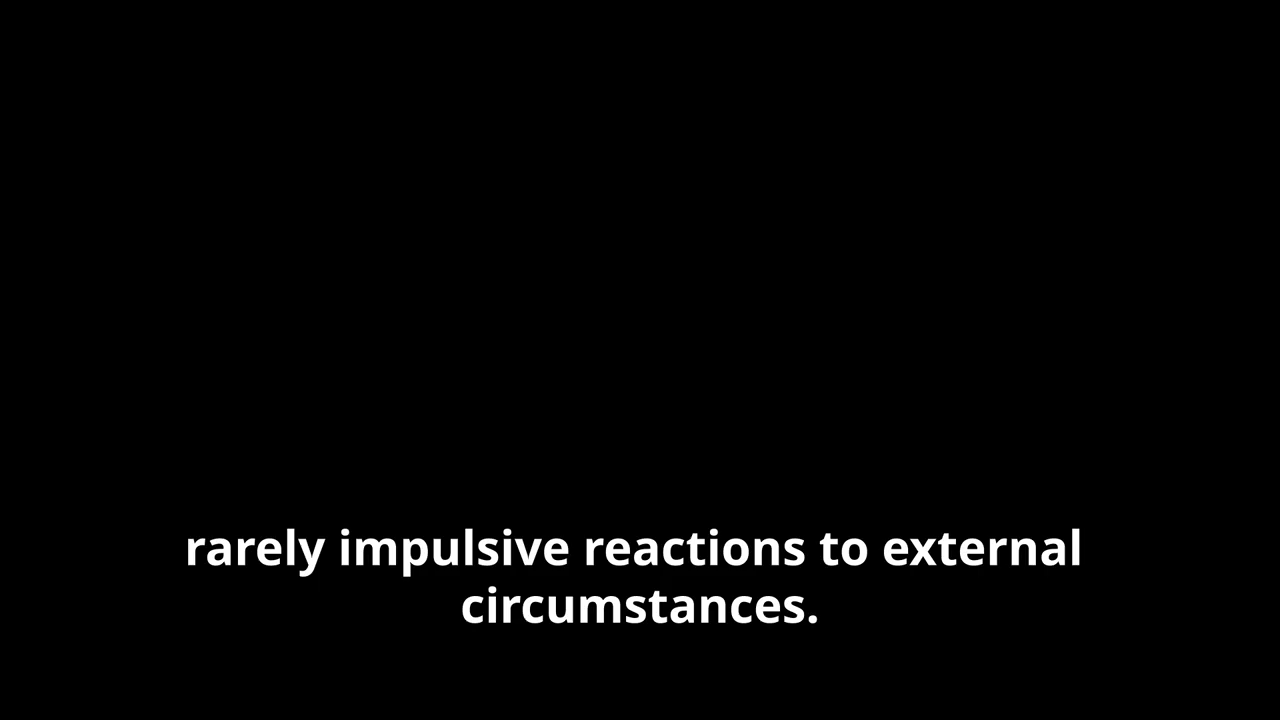 rarely impulsive reactions to external
circumstances.